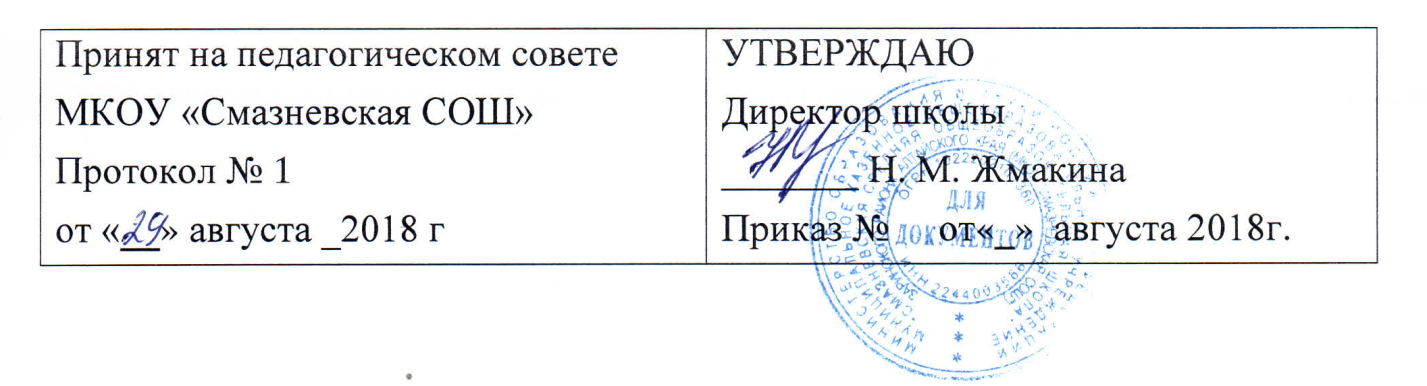 Принят на педагогическом совете
МКОУ «Смазневская СОШ»
Протокол № 1
от «29» августа _2018 г
УТВЕРЖДАЮ
Директор школы
_______ Н. М. Жмакина
Приказ № от«_» августа 2018г.
ДЛЯ
ДОКУМЕНТОВ